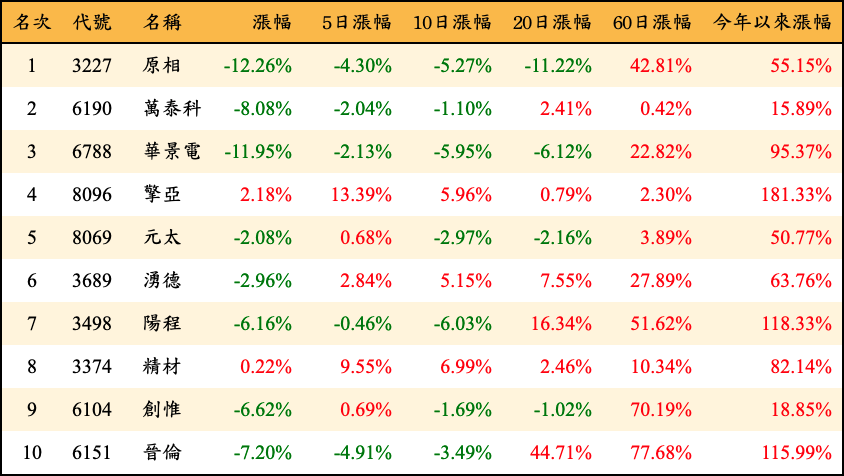 名次 代號 名稱 漲幅 5日漲幅 10日漲幅 20日漲幅 60日漲幅 今年以來漲幅
1 3227 原相 -12.26% -4.30% -5.27% -11.22% 42.81% 55.15%
2 6190 萬泰科 -8.08% -2.04% -1.10% 2.41% 0.42% 15.89%
3 6788 華景電 -11.95% -2.13% -5.95% -6.12% 22.82% 95.37%
4 8096 擎亞 2.18% 13.39% 5.96% 0.79% 2.30% 181.33%
5 8069 元太 -2.08% 0.68% -2.97% -2.16% 3.89% 50.77%
6 3689 湧德 -2.96% 2.84% 5.15% 7.55% 27.89% 63.76%
7 3498 陽程 -6.16% -0.46% -6.03% 16.34% 51.62% 118.33%
8 3374 精材 0.22% 9.55% 6.99% 2.46% 10.34% 82.14%
9 6104 創惟 -6.62% 0.69% -1.69% -1.02% 70.19% 18.85%
10 6151 晉倫 -7.20% -4.91% -3.49% 44.71% 77.68% 115.99%